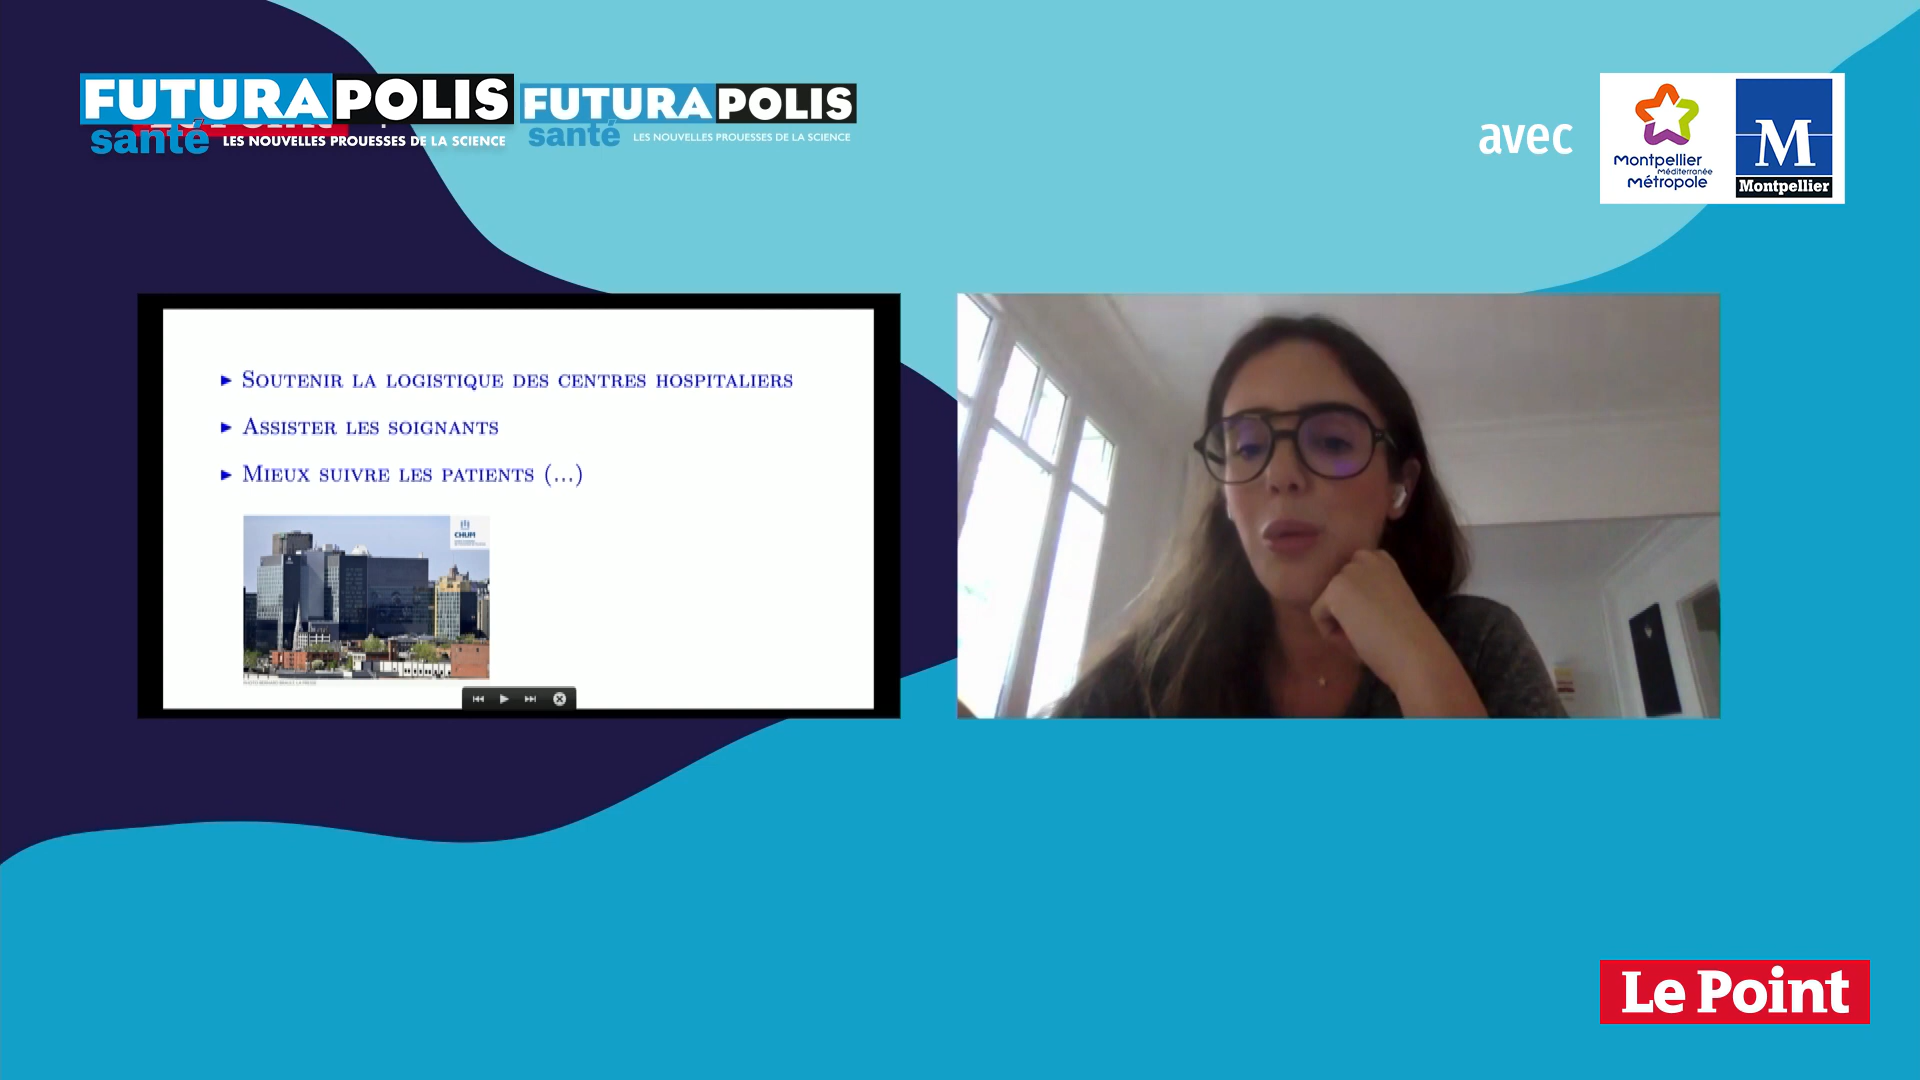 FUTURAPOLIS
santé
LES NOUVELLES PROUESSES DE LA SCIENCE
FUTURAPOLIS
santé
LES NOUVELLES PROUESSES DE LA SCIENCE
avec
Montpellier
Méditerranée
Métropole
M
Montpellier
► Soutenir la logistique des centres hospitaliers
► Assister les soignants
► Mieux suivre les patients (...)
CHUM
Le Point